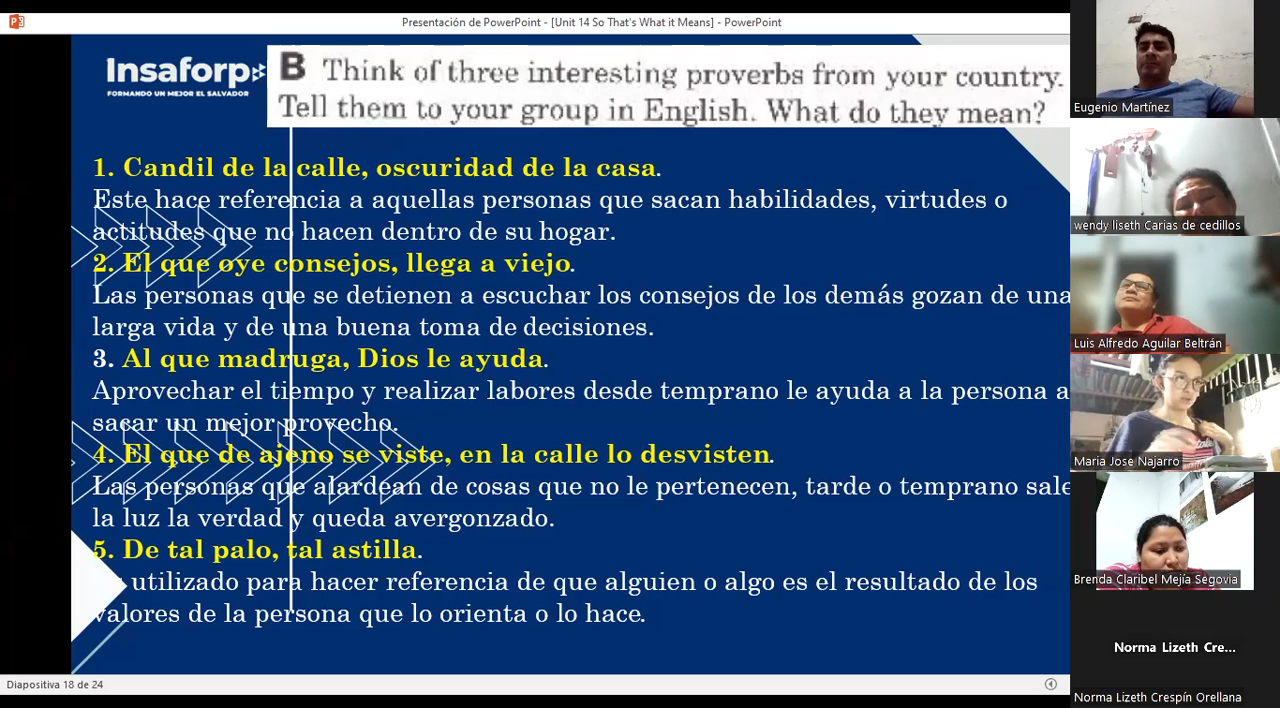 Presentación de PowerPoint - [Unit 14 So That's What it Means] - PowerPoint
Insaforp
FORMANDO UN MEJOR EL SALVADOR
B Think of three interesting proverbs from your country.
Tell them to your group in English. What do they mean?
1. Candil de la calle, oscuridad de la casa.
Este hace referencia a aquellas personas que sacan habilidades, virtudes o
actitudes que no hacen dentro de su hogar.
2. El que oye consejos, llega a viejo.
Las personas que se detienen a escuchar los consejos de los demás gozan de una
larga vida y de una buena toma de decisiones.
3. Al que madruga, Dios le ayuda.
Aprovechar el tiempo y realizar labores desde temprano le ayuda a la persona a
sacar un mejor provecho.
4. El que de ajeno se viste, en la calle lo desvisten.
Las personas que alardean de cosas que no le pertenecen, tarde o temprano sale
la luz la verdad y queda avergonzado.
5. De tal palo, tal astilla.
utilizado para hacer referencia de que alguien o algo es el resultado de los
valores de la persona que lo orienta o lo hace.
Diapositiva 18 de 24
Eugenio Martínez
wendy liseth Carias de cedillos
Luis Alfredo Aguilar Beltrán
Maria Jose Najarro
Brenda Claribel Mejía Segovia
Norma Lizeth Cre...
Norma Lizeth Crespín Orellana